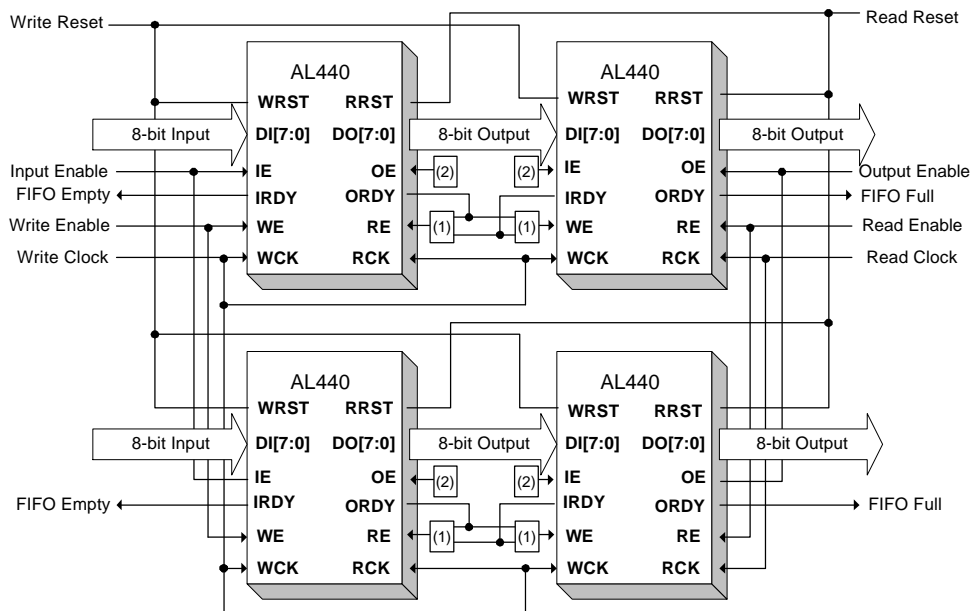 Write Reset
Read Reset
AL440
AL440
WRST RRST
WRST RRST
8-bit Input
DI[7:0] DO[7:0]
8-bit Output
DI[7:0] DO[7:0]
8-bit Output
Input Enable
IE OE
(2)
(2)
IE OE
Output Enable
FIFO Empty
IRDY ORDY
IRDY ORDY
FIFO Full
Write Enable
WE RE
(1)
(1)
WE RE
Read Enable
Write Clock
WCK RCK
WCK RCK
Read Clock
AL440
AL440
WRST RRST
WRST RRST
8-bit Input
DI[7:0] DO[7:0]
8-bit Output
DI[7:0] DO[7:0]
8-bit Output
IE OE
(2)
(2)
IE OE
FIFO Empty
IRDY ORDY
IRDY ORDY
FIFO Full
WE RE
(1)
(1)
WE RE
WCK RCK
WCK RCK